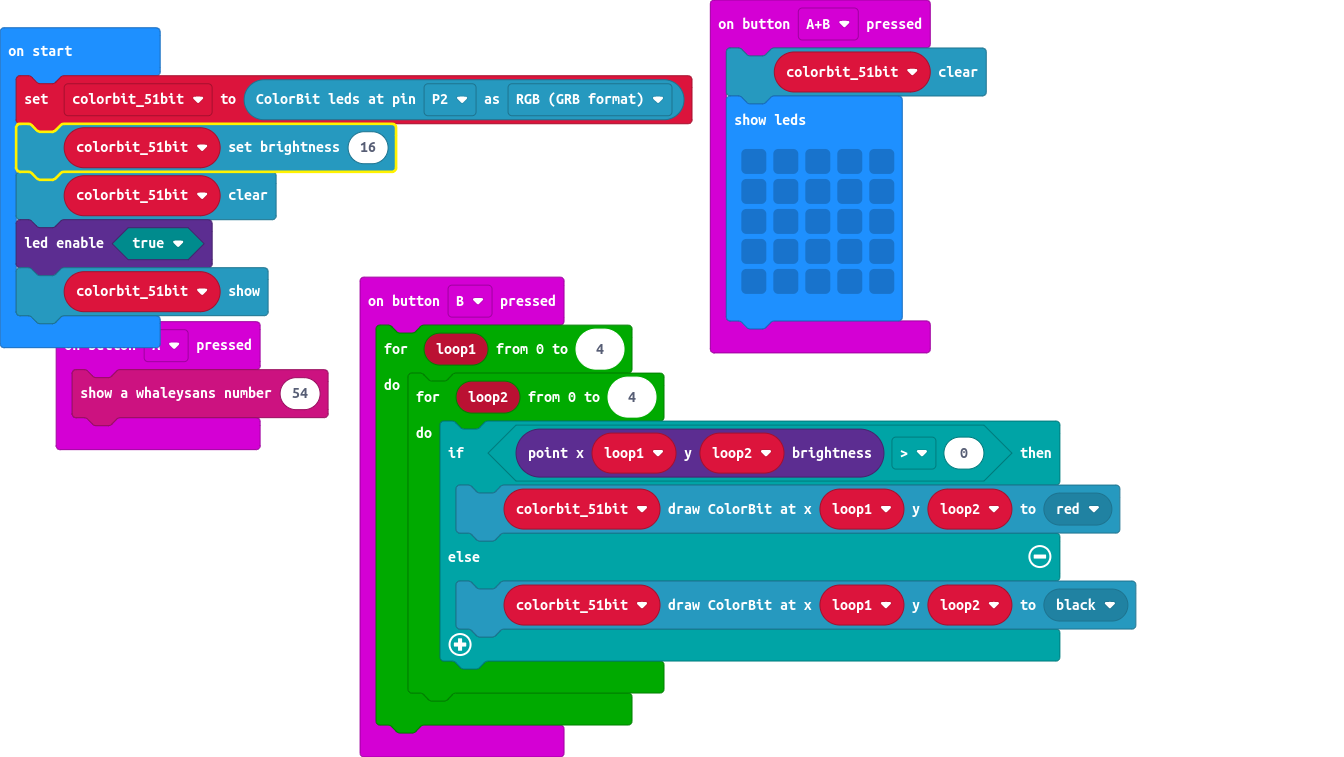 on start
set colorbit_51bit to ColorBit leds at pin P2 as RGB (GRB format)
colorbit_51bit set brightness 16
colorbit_51bit clear
led enable true
colorbit_51bit show
pressed
show a whaleysans number 54
on button B pressed
for loop1 from 0 to 4
do
for loop2 from 0 to 4
do
if point x loop1 y loop2 brightness > 0 then
colorbit_51bit draw ColorBit at x loop1 y loop2 to red
else
colorbit_51bit draw ColorBit at x loop1 y loop2 to black
on button A+B pressed
colorbit_51bit clear
show leds